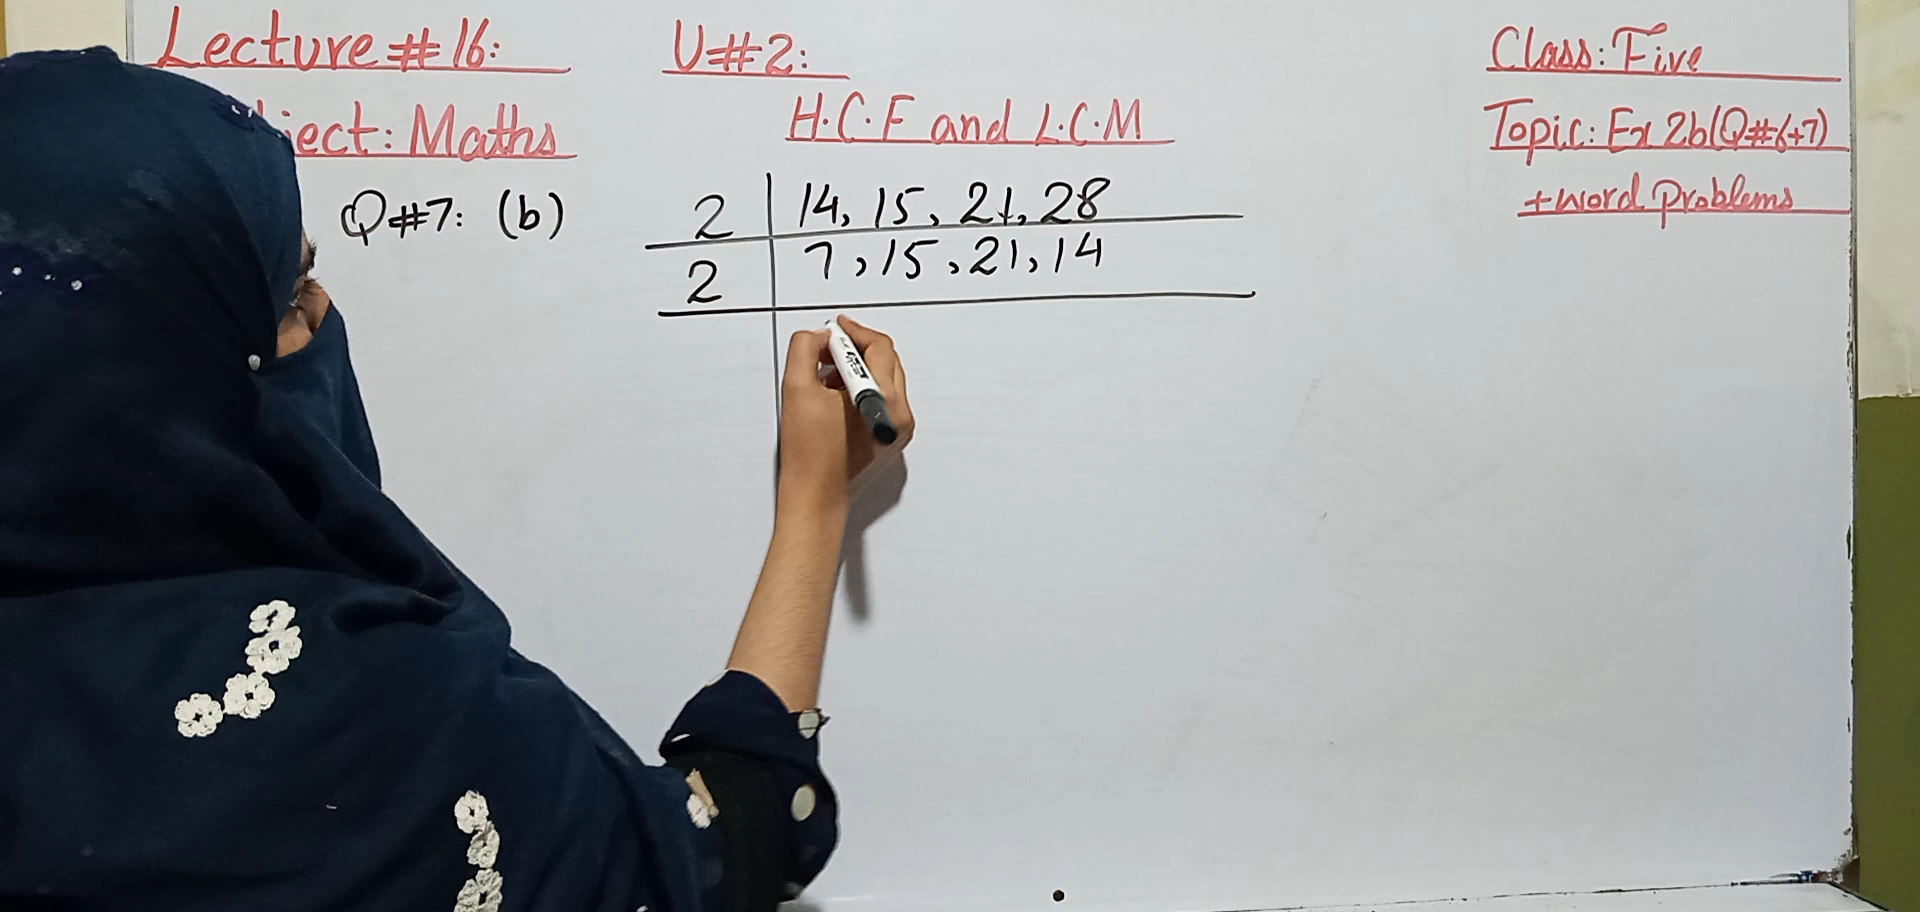 Lecture # 16:
U#2:
Class: Five
ject: Maths
H.C.F and L.C.M
Topic: Ex 2b(Q#6+7)
+word problems
Q#7: (b)
2 | 14, 15, 21, 28
2 | 7, 15, 21, 14